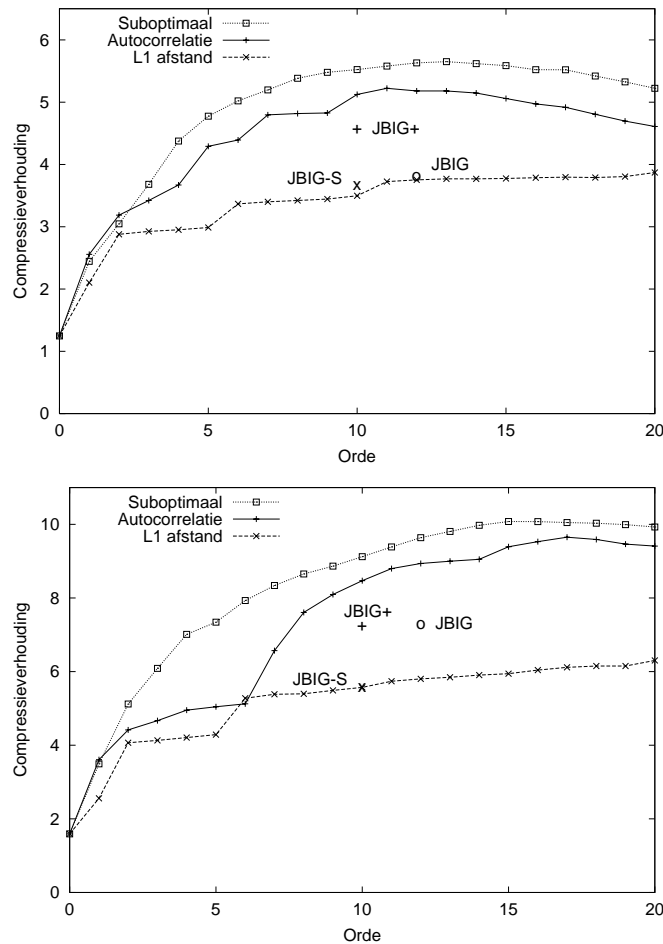 Suboptimaal
Autocorrelatie
L1 afstand
Compressieverhouding
6
5
4
3
2
1
0
JBIG+
JBIG-S
JBIG
0 5 10 15 20
Orde
Suboptimaal
Autocorrelatie
L1 afstand
Compressieverhouding
10
8
6
4
2
0
JBIG+
JBIG
JBIG-S
0 5 10 15 20
Orde